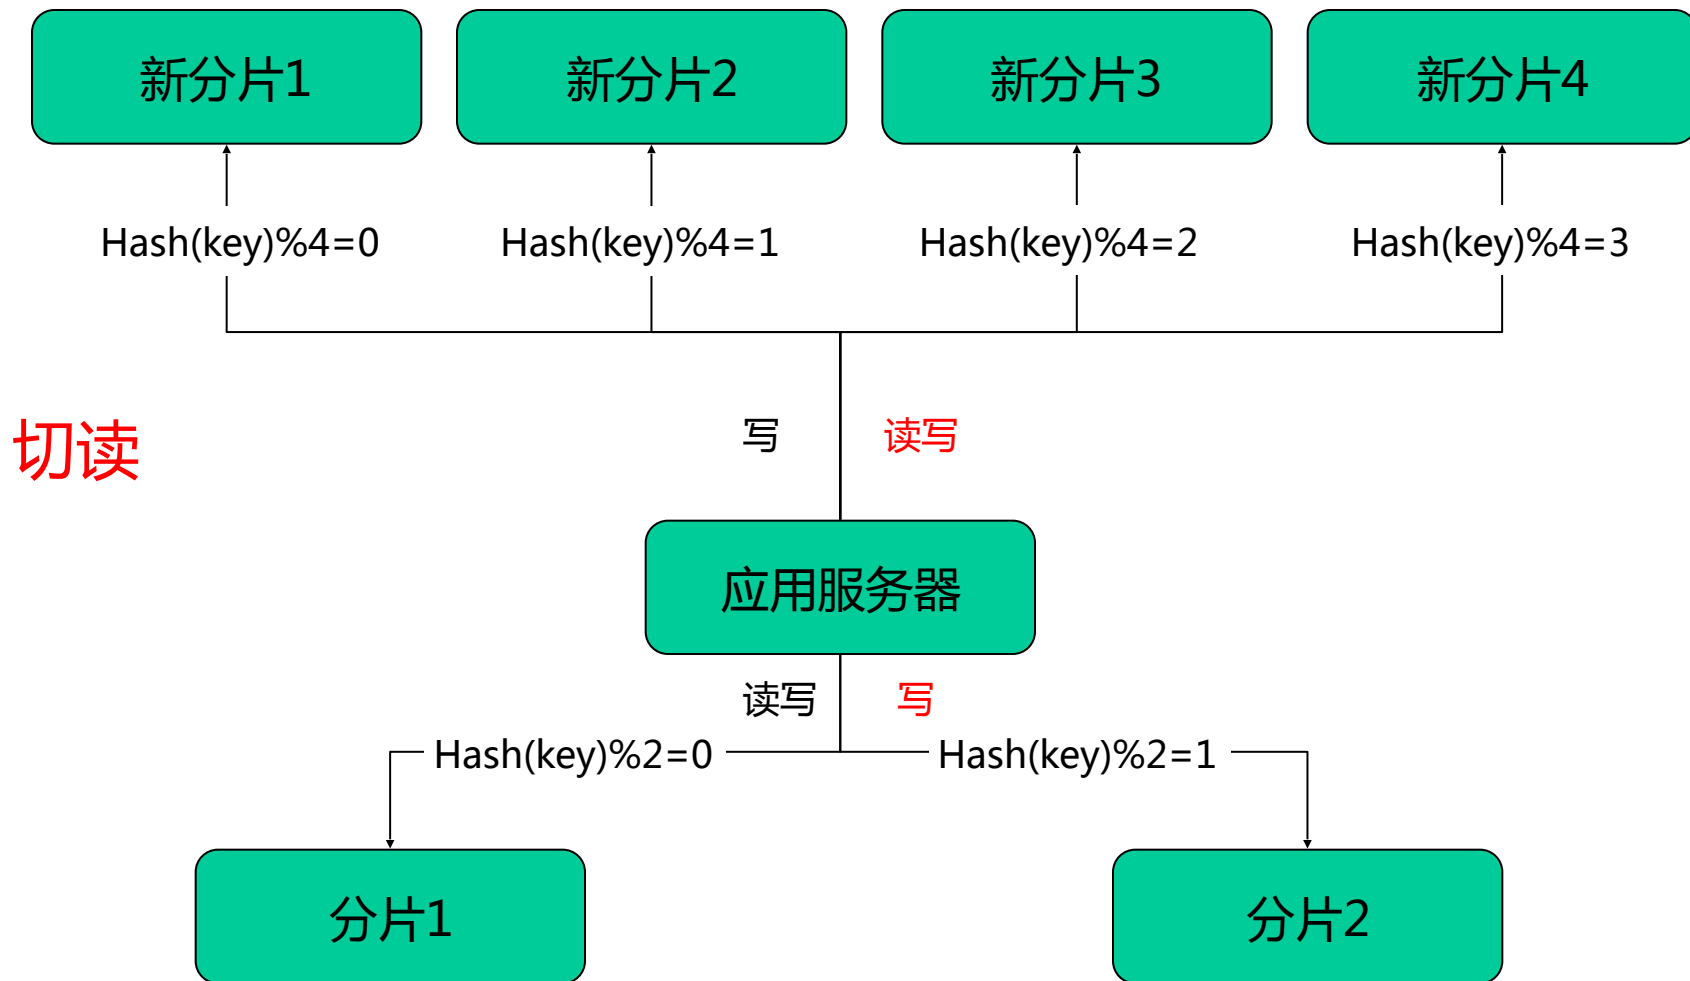 新分片1
新分片2
新分片3
新分片4
Hash(key)%4=0
Hash(key)%4=1
Hash(key)%4=2
Hash(key)%4=3
切读
写
读写
应用服务器
读写
写
Hash(key)%2=0
Hash(key)%2=1
分片1
分片2